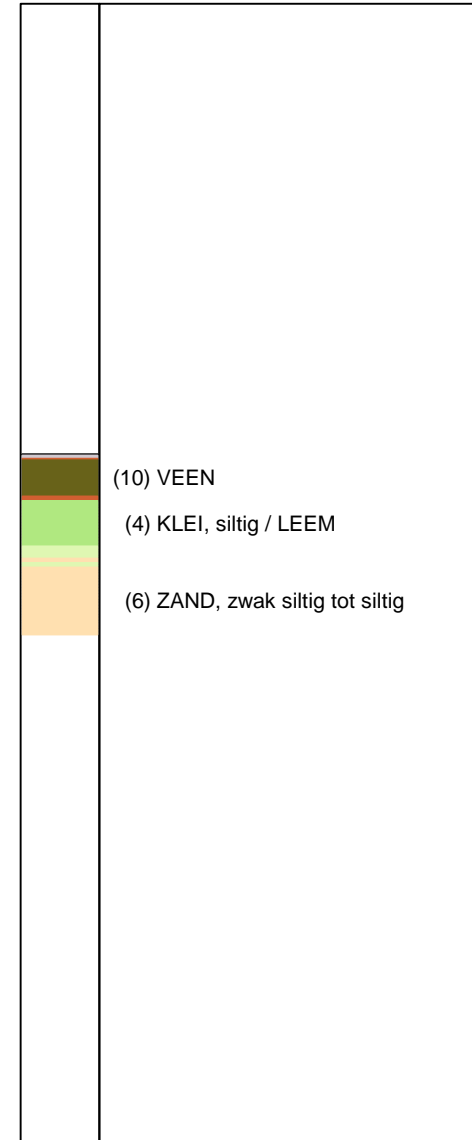 (10) VEEN
(4) KLEI, siltig / LEEM
(6) ZAND, zwak siltig tot siltig